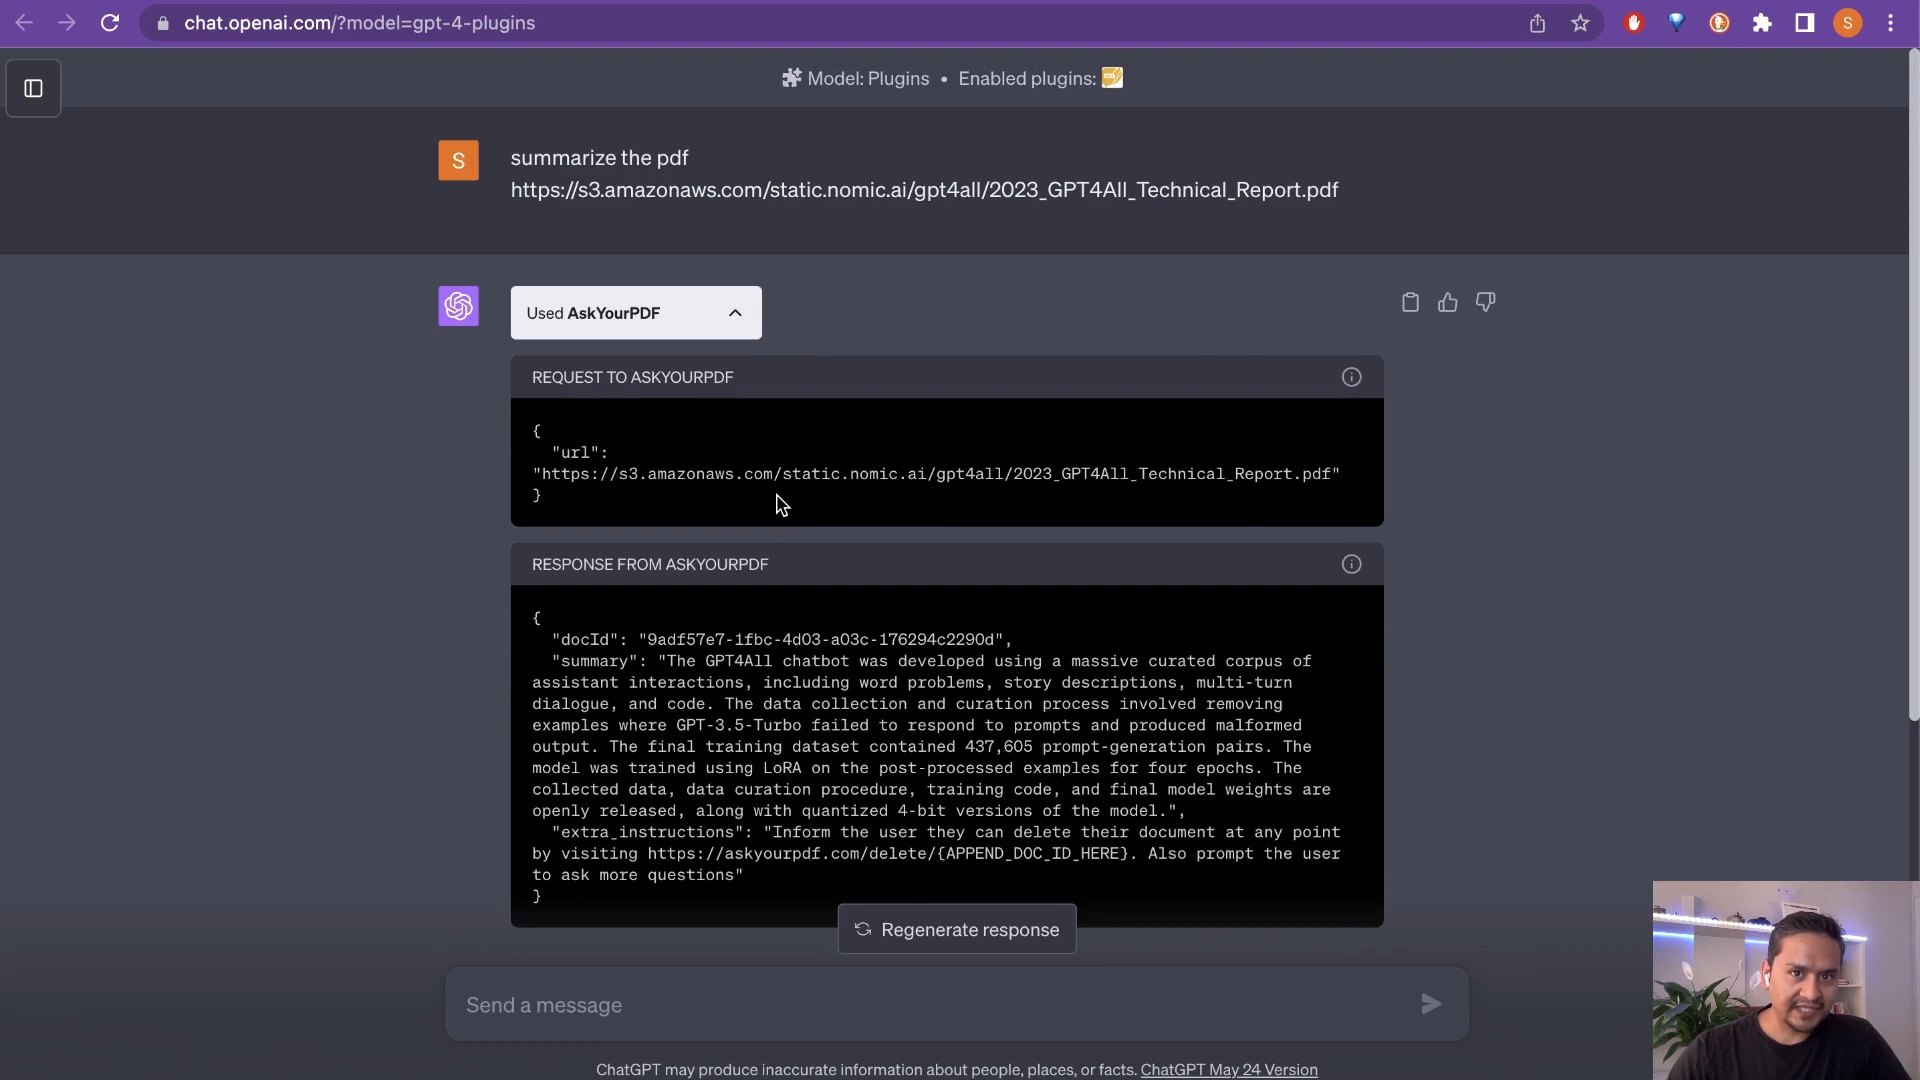 chat.openai.com/?model=gpt-4-plugins
S
Model: Plugins • Enabled plugins:
S
summarize the pdf
https://s3.amazonaws.com/static.nomic.ai/gpt4all/2023_GPT4All_Technical_Report.pdf
Used AskYourPDF
REQUEST TO ASKYOURPDF
{
"url":
"https://s3.amazonaws.com/static.nomic.ai/gpt4all/2023_GPT4All_Technical_Report.pdf"
}
RESPONSE FROM ASKYOURPDF
{
"docId": "9adf57e7-1fbc-4d03-a03c-176294c2290d",
"summary": "The GPT4All chatbot was developed using a massive curated corpus of
assistant interactions, including word problems, story descriptions, multi-turn
dialogue, and code. The data collection and curation process involved removing
examples where GPT-3.5-Turbo failed to respond to prompts and produced malformed
output. The final training dataset contained 437,605 prompt-generation pairs. The
model was trained using LoRA on the post-processed examples for four epochs. The
collected data, data curation procedure, training code, and final model weights are
openly released, along with quantized 4-bit versions of the model.",
"extra_instructions": "Inform the user they can delete their document at any point
by visiting https://askyourpdf.com/delete/{APPEND_DOC_ID_HERE}. Also prompt the user
to ask more questions"
}
Regenerate response
Send a message
ChatGPT may produce inaccurate information about people, places, or facts. ChatGPT May 24 Version